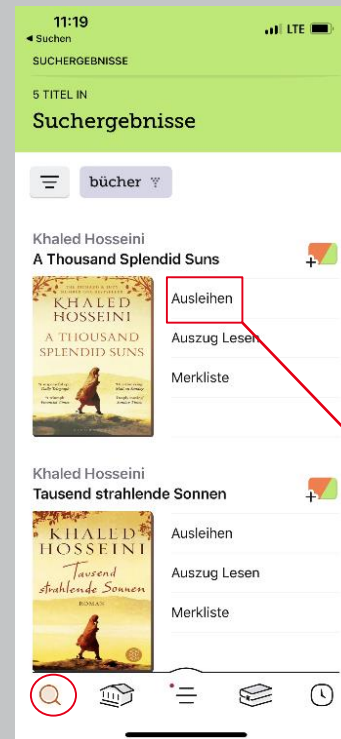 11:19
LTE
Suchen
SUCHERGEBNISSE
5 TITEL IN
Suchergebnisse
bücher
Khaled Hosseini
A Thousand Splendid Suns
KHALED
HOSSEINI
A THOUSAND
SPLENDID SUNS
Ausleihen
Auszug Lesen
Merkliste
Khaled Hosseini
Tausend strahlende Sonnen
KHALED
HOSSEINI
Tausend
strahlende Sonnen
ROMAN
Ausleihen
Auszug Lesen
Merkliste